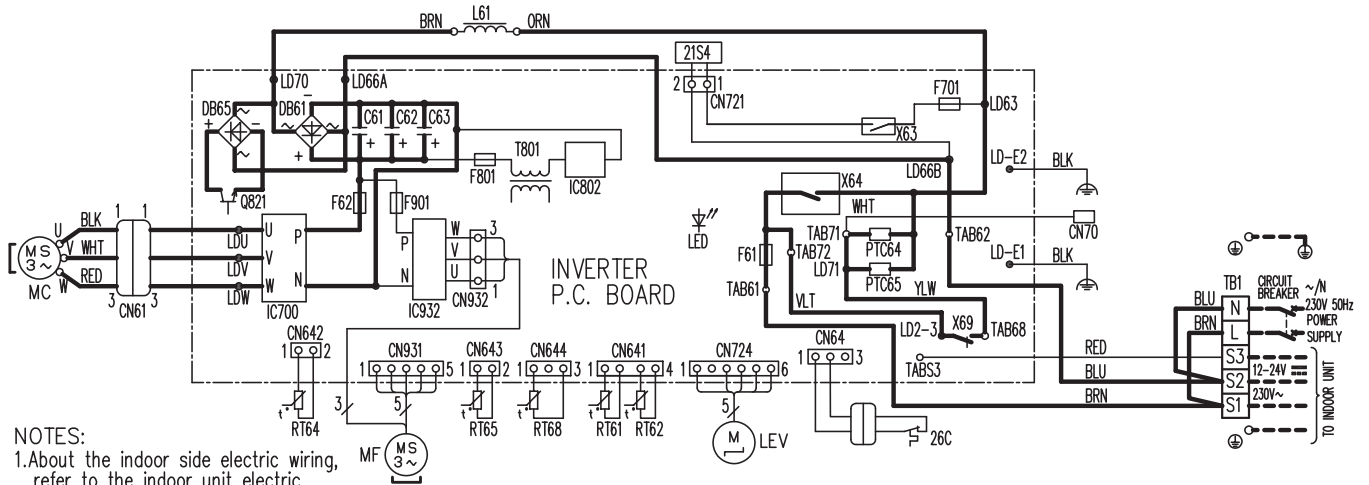 BRN L61 ORN
21S4
LD70 LD66A
2 1
CN721
F701
LD63
DB65 DB61 −
+ − ~ ~
C61 C62 C63
+ + +
~ +
X63
T801
F801 IC802
LD66B
LD-E2 BLK
Q821
F62 F901
X64
WHT
LED
CN70
U BLK 1 1
MS 3~ V WHT
W RED 3 3
MC CN61
LDU U P
LDV V
LDW W N
IC700
P W 3
V
N U 1
IC932 CN932
INVERTER
P.C. BOARD
F61
TAB71
PTC64
TAB72
LD71
PTC65
TAB62
LD-E1 BLK
TAB61
VLT YLW
LD2-3 X69 TAB68
TB1 CIRCUIT BREAKER ~/N
BLU N 230V 50Hz
BRN L POWER
SUPPLY
CN642
1 2
CN931
1 5
CN643
1 2
CN644
1 3
CN641
1 4
CN724
1 6
CN64
1 3
TABS3
RED S3
12-24V
BLU S2
230V~
BRN S1
TO INDOOR UNIT
t° t° t° t° t°
RT64 3 5 RT65 RT68 RT61 RT62
5
M LEV
26C
MF MS 3~
NOTES:
1.About the indoor side electric wiring,
refer to the indoor unit electric